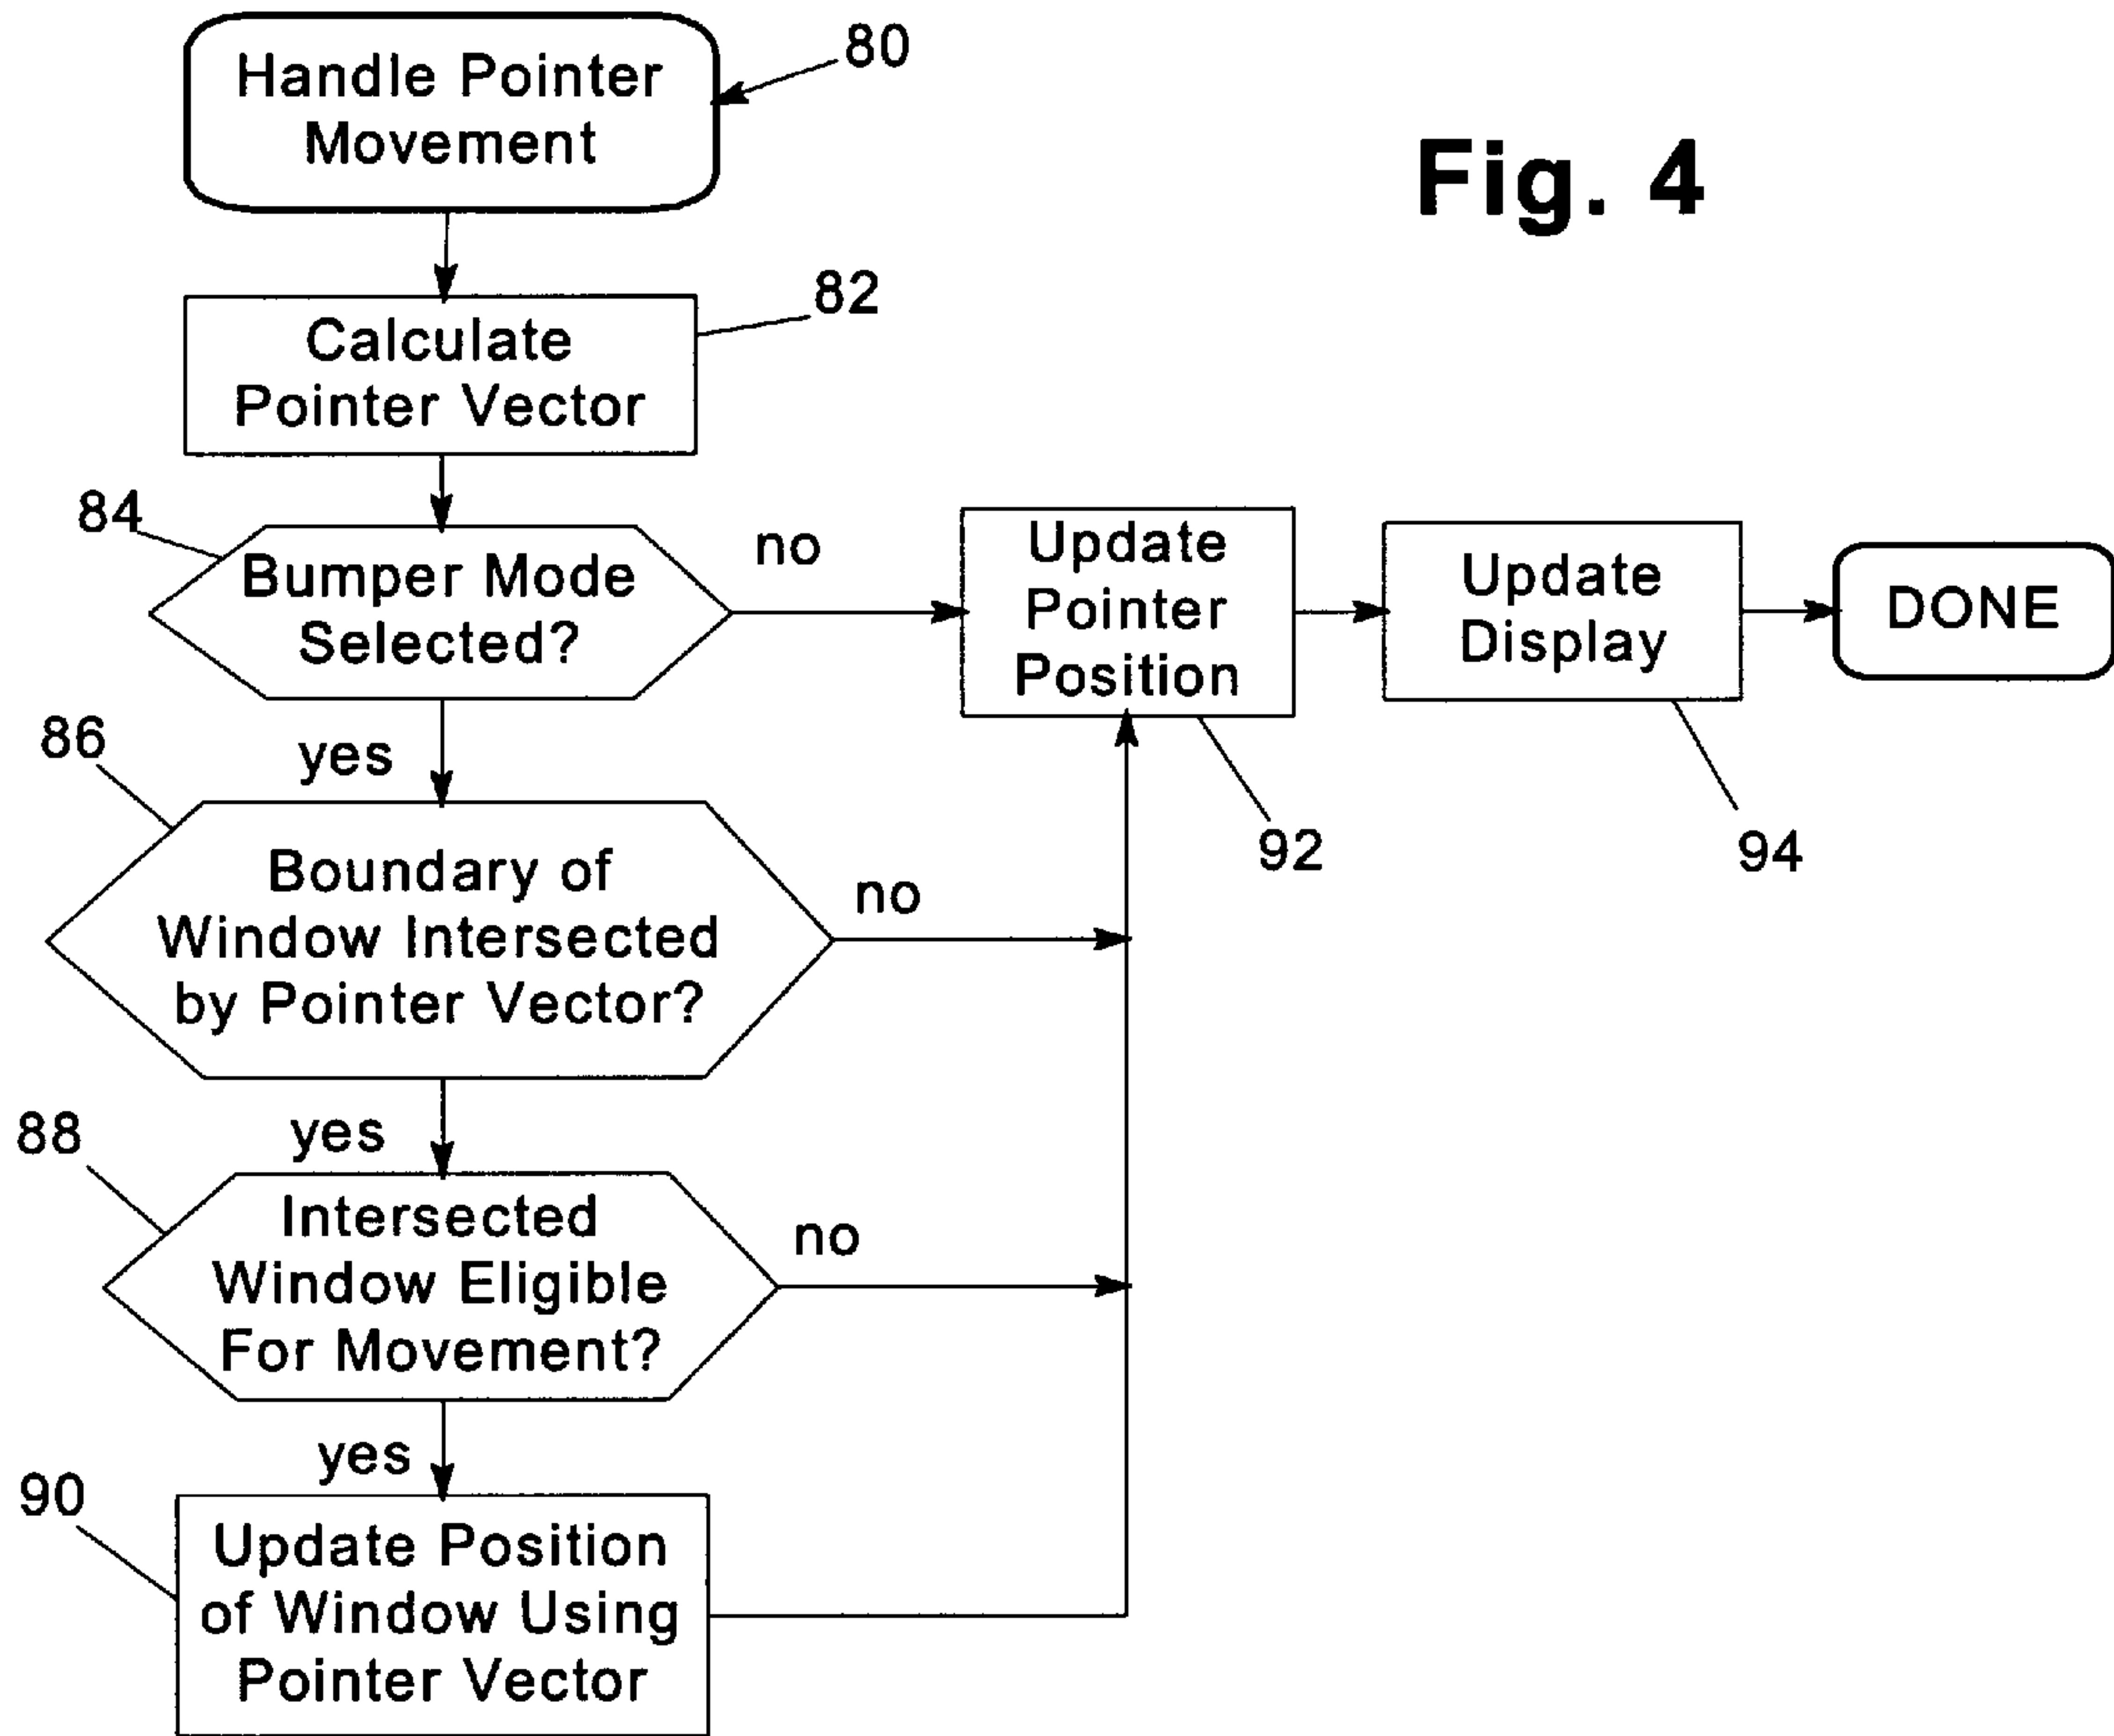 Handle Pointer
Movement
80
Fig. 4
Calculate
Pointer Vector
82
84
Bumper Mode
Selected?
no
Update
Pointer
Position
Update
Display
DONE
yes
86
Boundary of
Window Intersected
by Pointer Vector?
no
92
94
yes
88
Intersected
Window Eligible
For Movement?
no
yes
90
Update Position
of Window Using
Pointer Vector